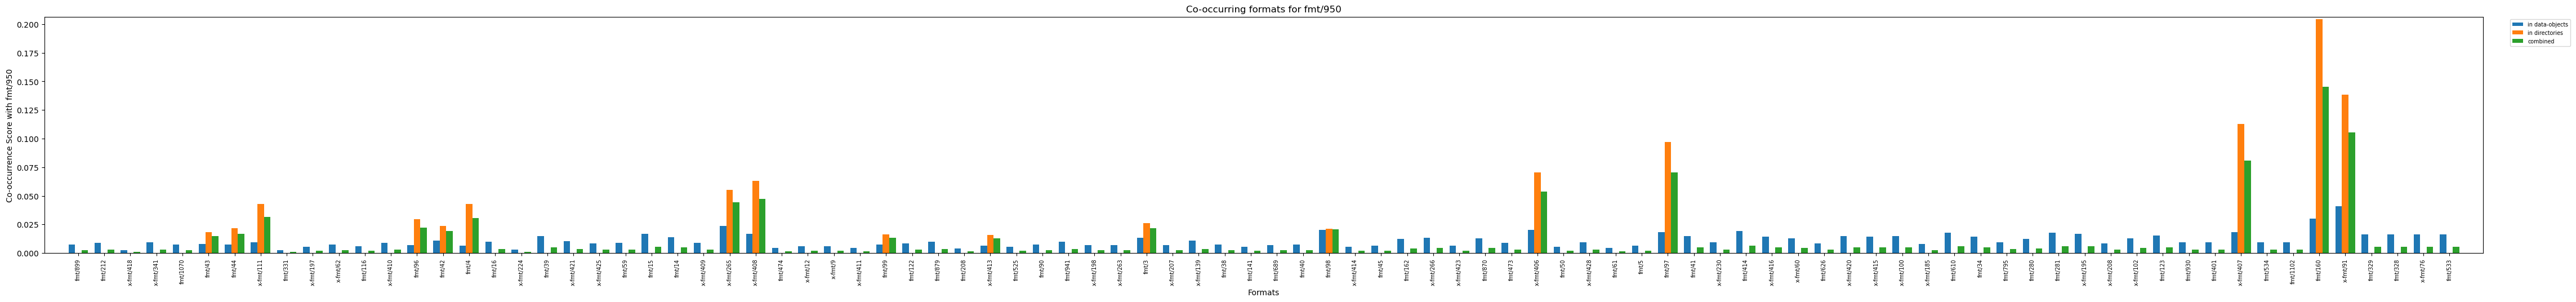 Co-occurring formats for fmt/950
in data-objects
in directories
combined
Co-occurrence Score with fmt/950
0.200
0.175
0.150
0.125
0.100
0.075
0.050
0.025
0.000
fmt/899
fmt/212
x-fmt/418
x-fmt/341
fmt/1070
fmt/43
fmt/44
x-fmt/111
fmt/331
x-fmt/197
x-fmt/62
fmt/116
x-fmt/410
fmt/96
fmt/42
fmt/4
fmt/16
x-fmt/224
fmt/39
x-fmt/421
x-fmt/425
fmt/59
fmt/15
fmt/14
x-fmt/409
x-fmt/265
x-fmt/408
fmt/474
x-fmt/12
x-fmt/9
x-fmt/411
fmt/99
fmt/122
fmt/879
fmt/208
x-fmt/413
fmt/525
fmt/90
fmt/941
x-fmt/198
x-fmt/263
fmt/3
x-fmt/207
x-fmt/139
fmt/38
fmt/141
fmt/689
fmt/40
fmt/98
x-fmt/414
fmt/45
fmt/162
x-fmt/266
x-fmt/423
fmt/870
fmt/473
x-fmt/406
fmt/50
x-fmt/428
fmt/61
fmt/5
fmt/97
fmt/41
x-fmt/230
fmt/414
x-fmt/416
x-fmt/60
fmt/626
x-fmt/420
x-fmt/415
x-fmt/100
x-fmt/185
fmt/610
fmt/34
fmt/795
fmt/280
fmt/281
x-fmt/195
x-fmt/208
x-fmt/102
fmt/123
fmt/930
fmt/401
x-fmt/407
fmt/534
fmt/1102
fmt/160
x-fmt/91
fmt/329
fmt/328
x-fmt/76
fmt/533
Formats